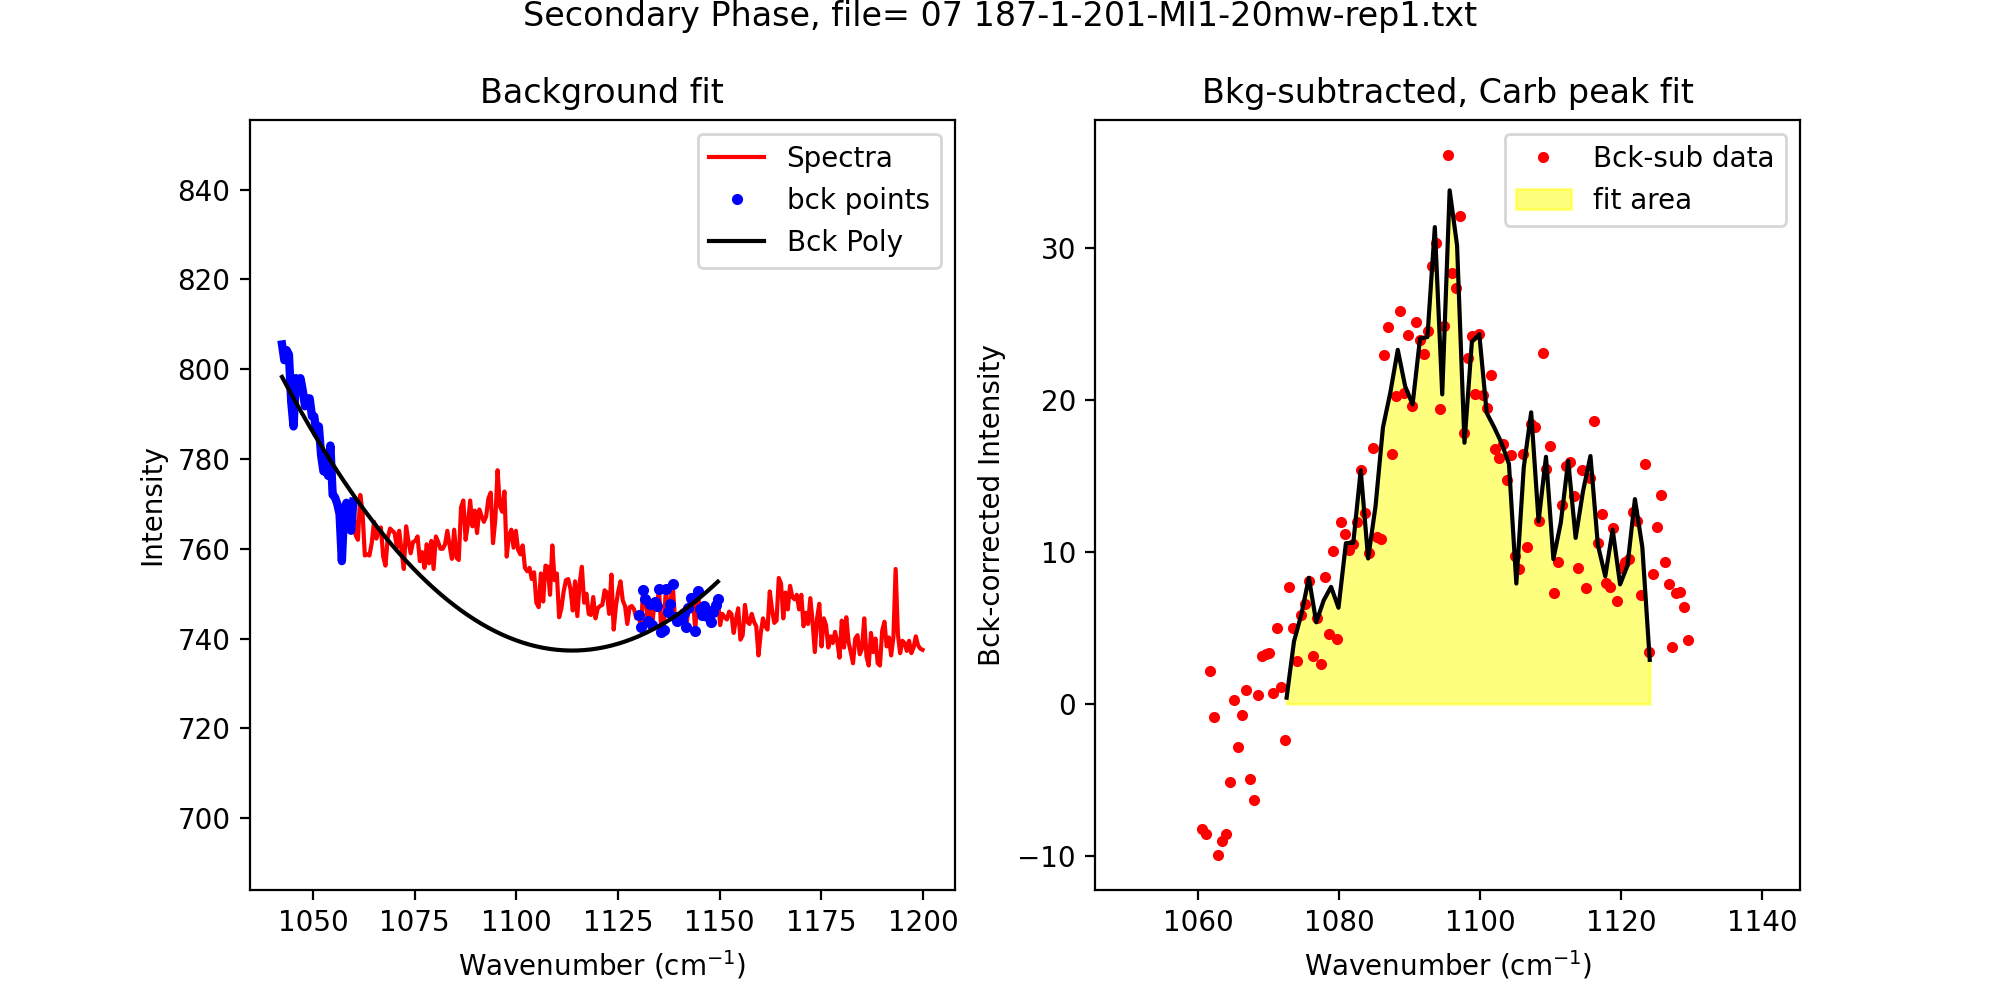 Secondary Phase, file= 07 187-1-201-MI1-20mw-rep1.txt
Background fit
Spectra
bck points
Bck Poly
840
820
800
780
760
740
720
700
Intensity
1050 1075 1100 1125 1150 1175 1200
Wavenumber (cm⁻¹)
Bkg-subtracted, Carb peak fit
Bck-sub data
fit area
30
20
10
0
−10
Bck-corrected Intensity
1060 1080 1100 1120 1140
Wavenumber (cm⁻¹)